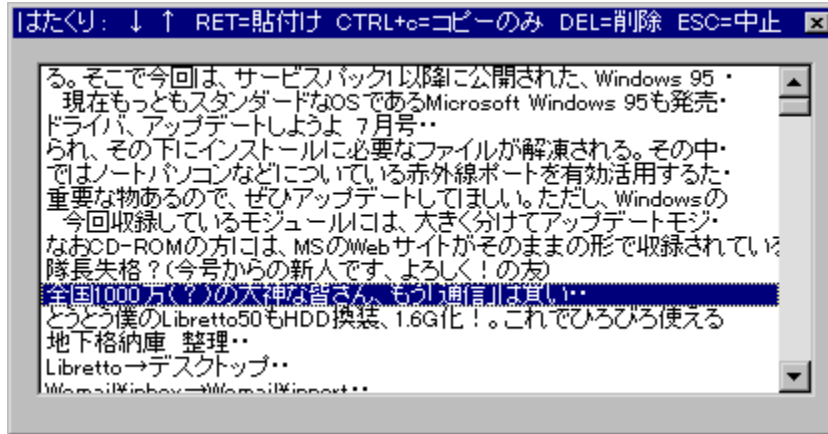 はたくり: ↓ ↑ RET=貼付け CTRL+c=コピーのみ DEL=削除 ESC=中止
る。そこで今回は、サービスパック1以降に公開された、Windows 95・
現在もっともスタンダードなOSであるMicrosoft Windows 95も発売・
ドライバ、アップデートしようよ 7月号・・
られ、その下にインストールに必要なファイルが解凍される。その中・
ではノートパソコンなどについている赤外線ポートを有効活用するた・
重要な物あるので、ぜひアップデートしてほしい。ただし、Windowsの
今回収録しているモジュールには、大きく分けてアップデートモジ・
なおCD-ROMの方には、MSのWebサイトがそのままの形で収録されている
隊長失格?(今号からの新人です、よろしく!の友)
全国1000万(?)の大神な皆さん、もう「通信」は買い・・
とうとう僕のLibretto50もHDD換装、1.6G化!。これでひろびろ使える
地下格納庫 整理・・
Libretto→デスクトップ・・
Wemail¥inbox→Wemail¥inport・・